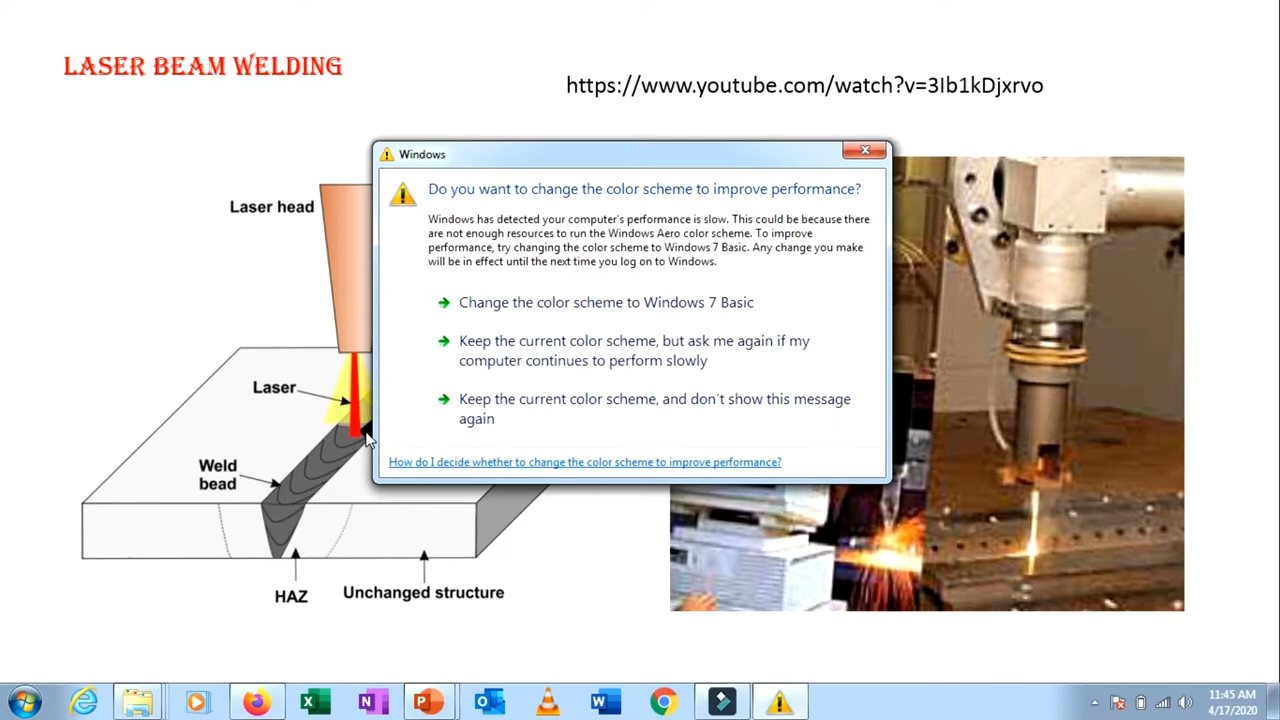 LASER BEAM WELDING
https://www.youtube.com/watch?v=3Ib1kDjxrvo
Windows
Do you want to change the color scheme to improve performance?
Windows has detected your computer's performance is slow. This could be because there
are not enough resources to run the Windows Aero color scheme. To improve
performance, try changing the color scheme to Windows 7 Basic. Any change you make
will be in effect until the next time you log on to Windows.
Change the color scheme to Windows 7 Basic
Keep the current color scheme, but ask me again if my
computer continues to perform slowly
Keep the current color scheme, and don't show this message
again
How do I decide whether to change the color scheme to improve performance?
Laser head
Laser
Weld
bead
HAZ
Unchanged structure
11:45 AM
4/17/2020